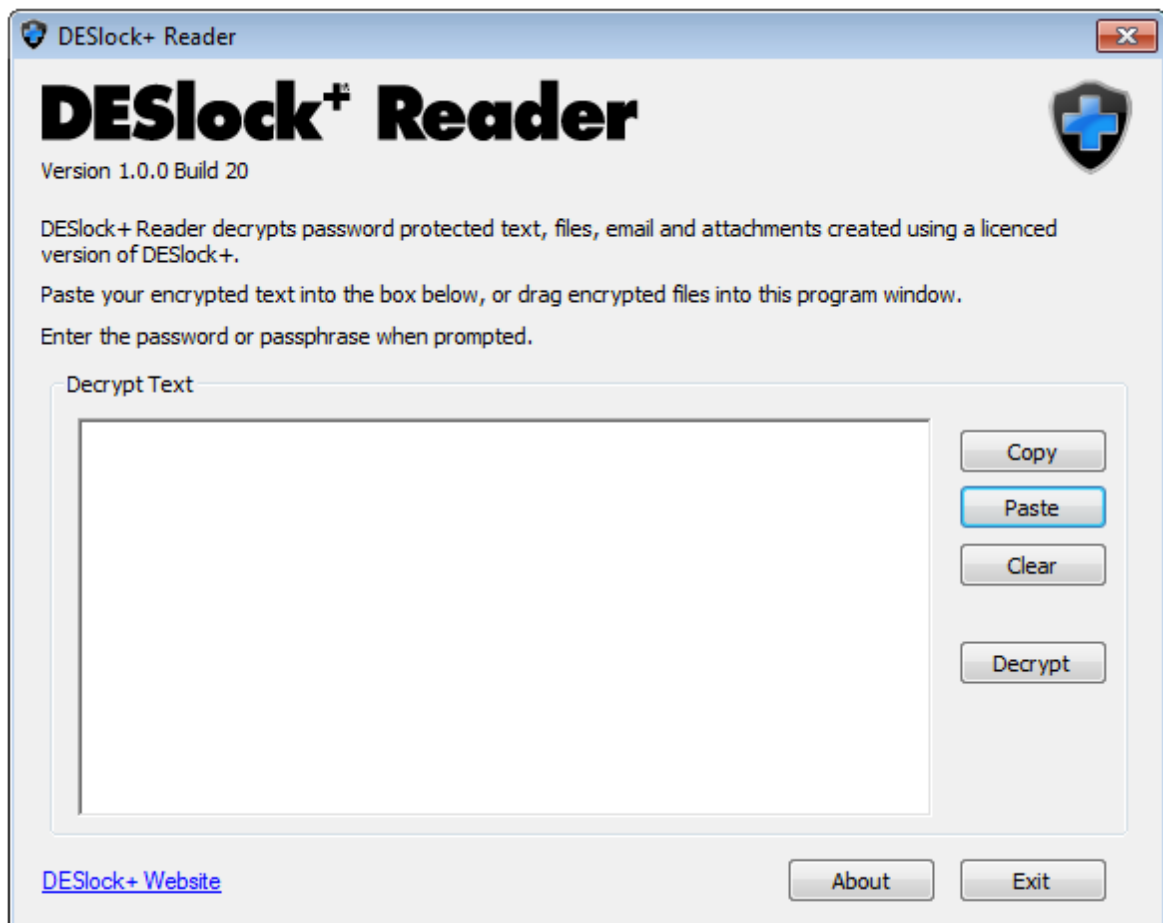 DESlock+ Reader
DESlock+ Reader
Version 1.0.0 Build 20
DESlock+ Reader decrypts password protected text, files, email and attachments created using a licenced
version of DESlock+.
Paste your encrypted text into the box below, or drag encrypted files into this program window.
Enter the password or passphrase when prompted.
Decrypt Text
Copy
Paste
Clear
Decrypt
DESlock+ Website
About
Exit